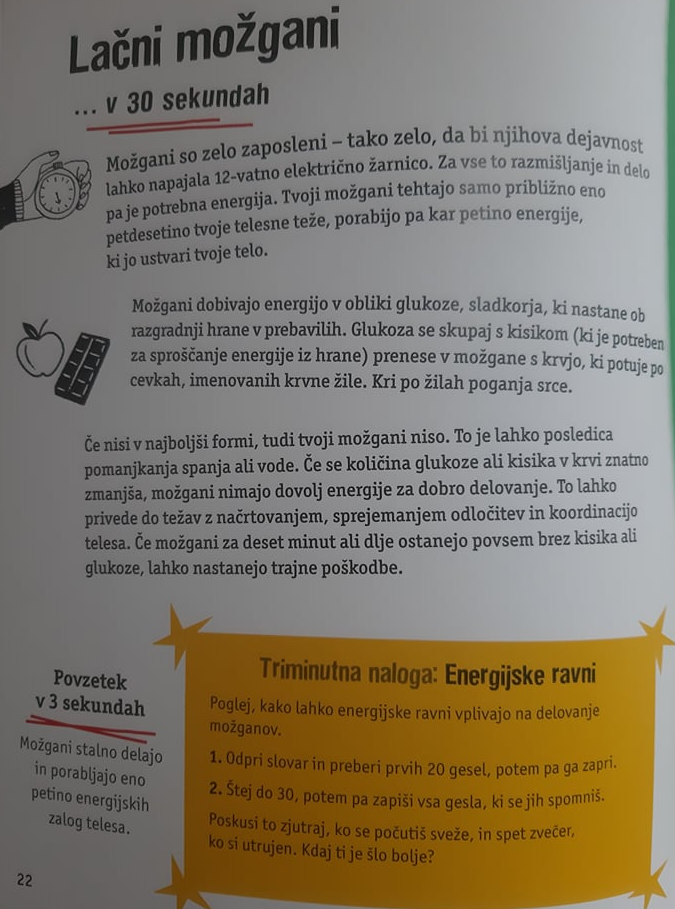 Lačni možgani
... v 30 sekundah
Možgani so zelo zaposleni – tako zelo, da bi njihova dejavnost
lahko napajala 12-vatno električno žarnico. Za vse to razmišljanje in delo
pa je potrebna energija. Tvoji možgani tehtajo samo približno eno
petdesetino tvoje telesne teže, porabijo pa kar petino energije,
ki jo ustvari tvoje telo.
Možgani dobivajo energijo v obliki glukoze, sladkorja, ki nastane ob
razgradnji hrane v prebavilih. Glukoza se skupaj s kisikom (ki je potreben
za sproščanje energije iz hrane) prenese v možgane s krvjo, ki potuje po
cevkah, imenovanih krvne žile. Kri po žilah poganja srce.
Če nisi v najboljši formi, tudi tvoji možgani niso. To je lahko posledica
pomanjkanja spanja ali vode. Če se količina glukoze ali kisika v krvi znatno
zmanjša, možgani nimajo dovolj energije za dobro delovanje. To lahko
privede do težav z načrtovanjem, sprejemanjem odločitev in koordinacijo
telesa. Če možgani za deset minut ali dlje ostanejo povsem brez kisika ali
glukoze, lahko nastanejo trajne poškodbe.
Povzetek
v 3 sekundah
Možgani stalno delajo
in porabljajo eno
petino energijskih
zalog telesa.
Triminutna naloga: Energijske ravni
Poglej, kako lahko energijske ravni vplivajo na delovanje
možganov.
1. Odpri slovar in preberi prvih 20 gesel, potem pa ga zapri.
2. Štej do 30, potem pa zapiši vsa gesla, ki se jih spomniš.
Poskusi to zjutraj, ko se počutiš sveže, in spet zvečer,
ko si utrujen. Kdaj ti je šlo bolje?
22